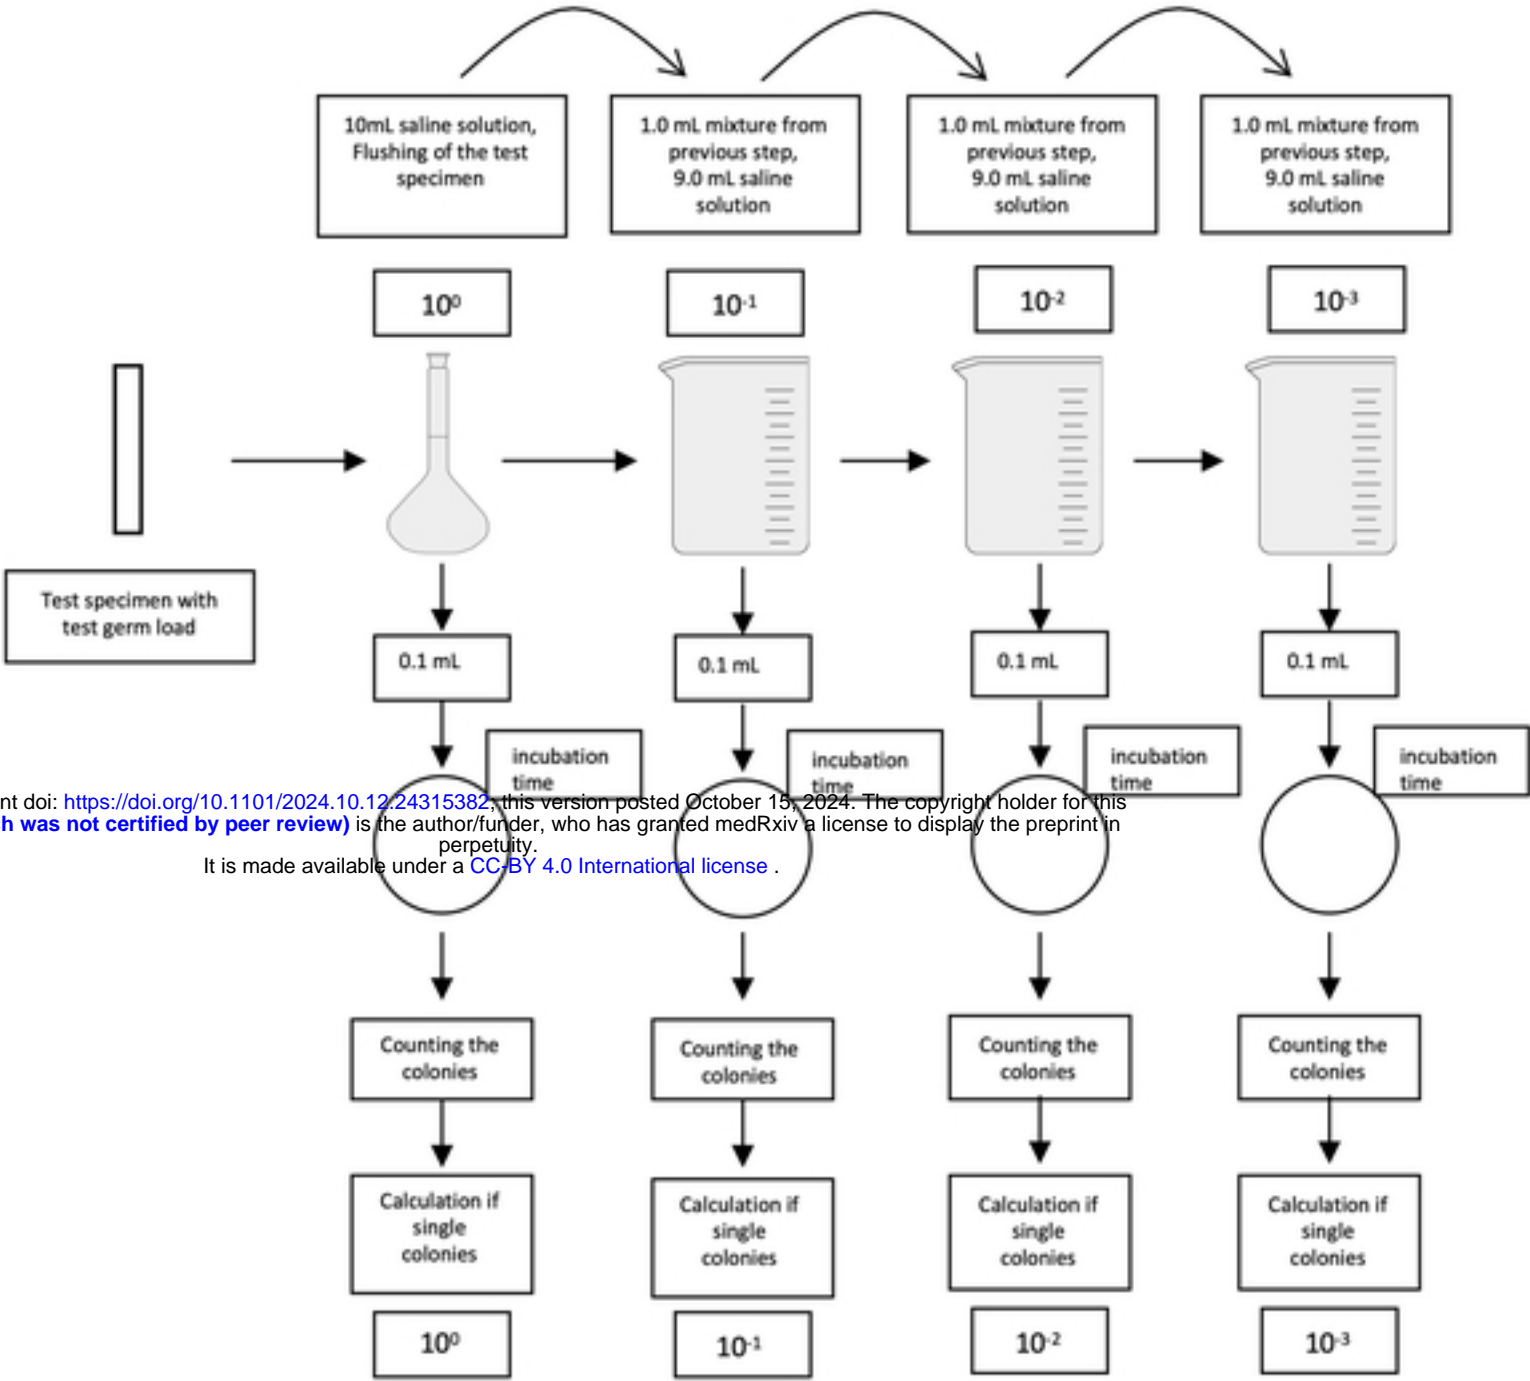 10mL saline solution,
Flushing of the test
specimen
1.0 mL mixture from
previous step,
9.0 mL saline
solution
1.0 mL mixture from
previous step,
9.0 mL saline
solution
1.0 mL mixture from
previous step,
9.0 mL saline
solution
10⁰
10⁻¹
10⁻²
10⁻³
Test specimen with
test germ load
0.1 mL
0.1 mL
0.1 mL
0.1 mL
incubation
time
incubation
time
incubation
time
incubation
time
nt doi: https://doi.org/10.1101/2024.10.12.24315382; this version posted October 15, 2024. The copyright holder for this
h was not certified by peer review) is the author/funder, who has granted medRxiv a license to display the preprint in
perpetuity.
It is made available under a CC-BY 4.0 International license .
Counting the
colonies
Counting the
colonies
Counting the
colonies
Counting the
colonies
Calculation if
single
colonies
Calculation if
single
colonies
Calculation if
single
colonies
Calculation if
single
colonies
10⁰
10⁻¹
10⁻²
10⁻³